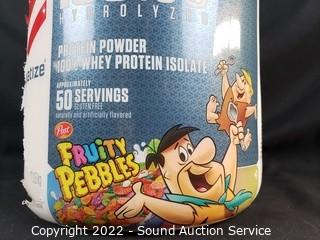 HYDROLYZED
PROTEIN POWDER
100% WHEY PROTEIN ISOLATE
APPROXIMATELY
50 SERVINGS
GLUTEN FREE
naturally and artificially flavored
Post
FRUITY
PEBBLES
Copyright 2022 - Sound Auction Service